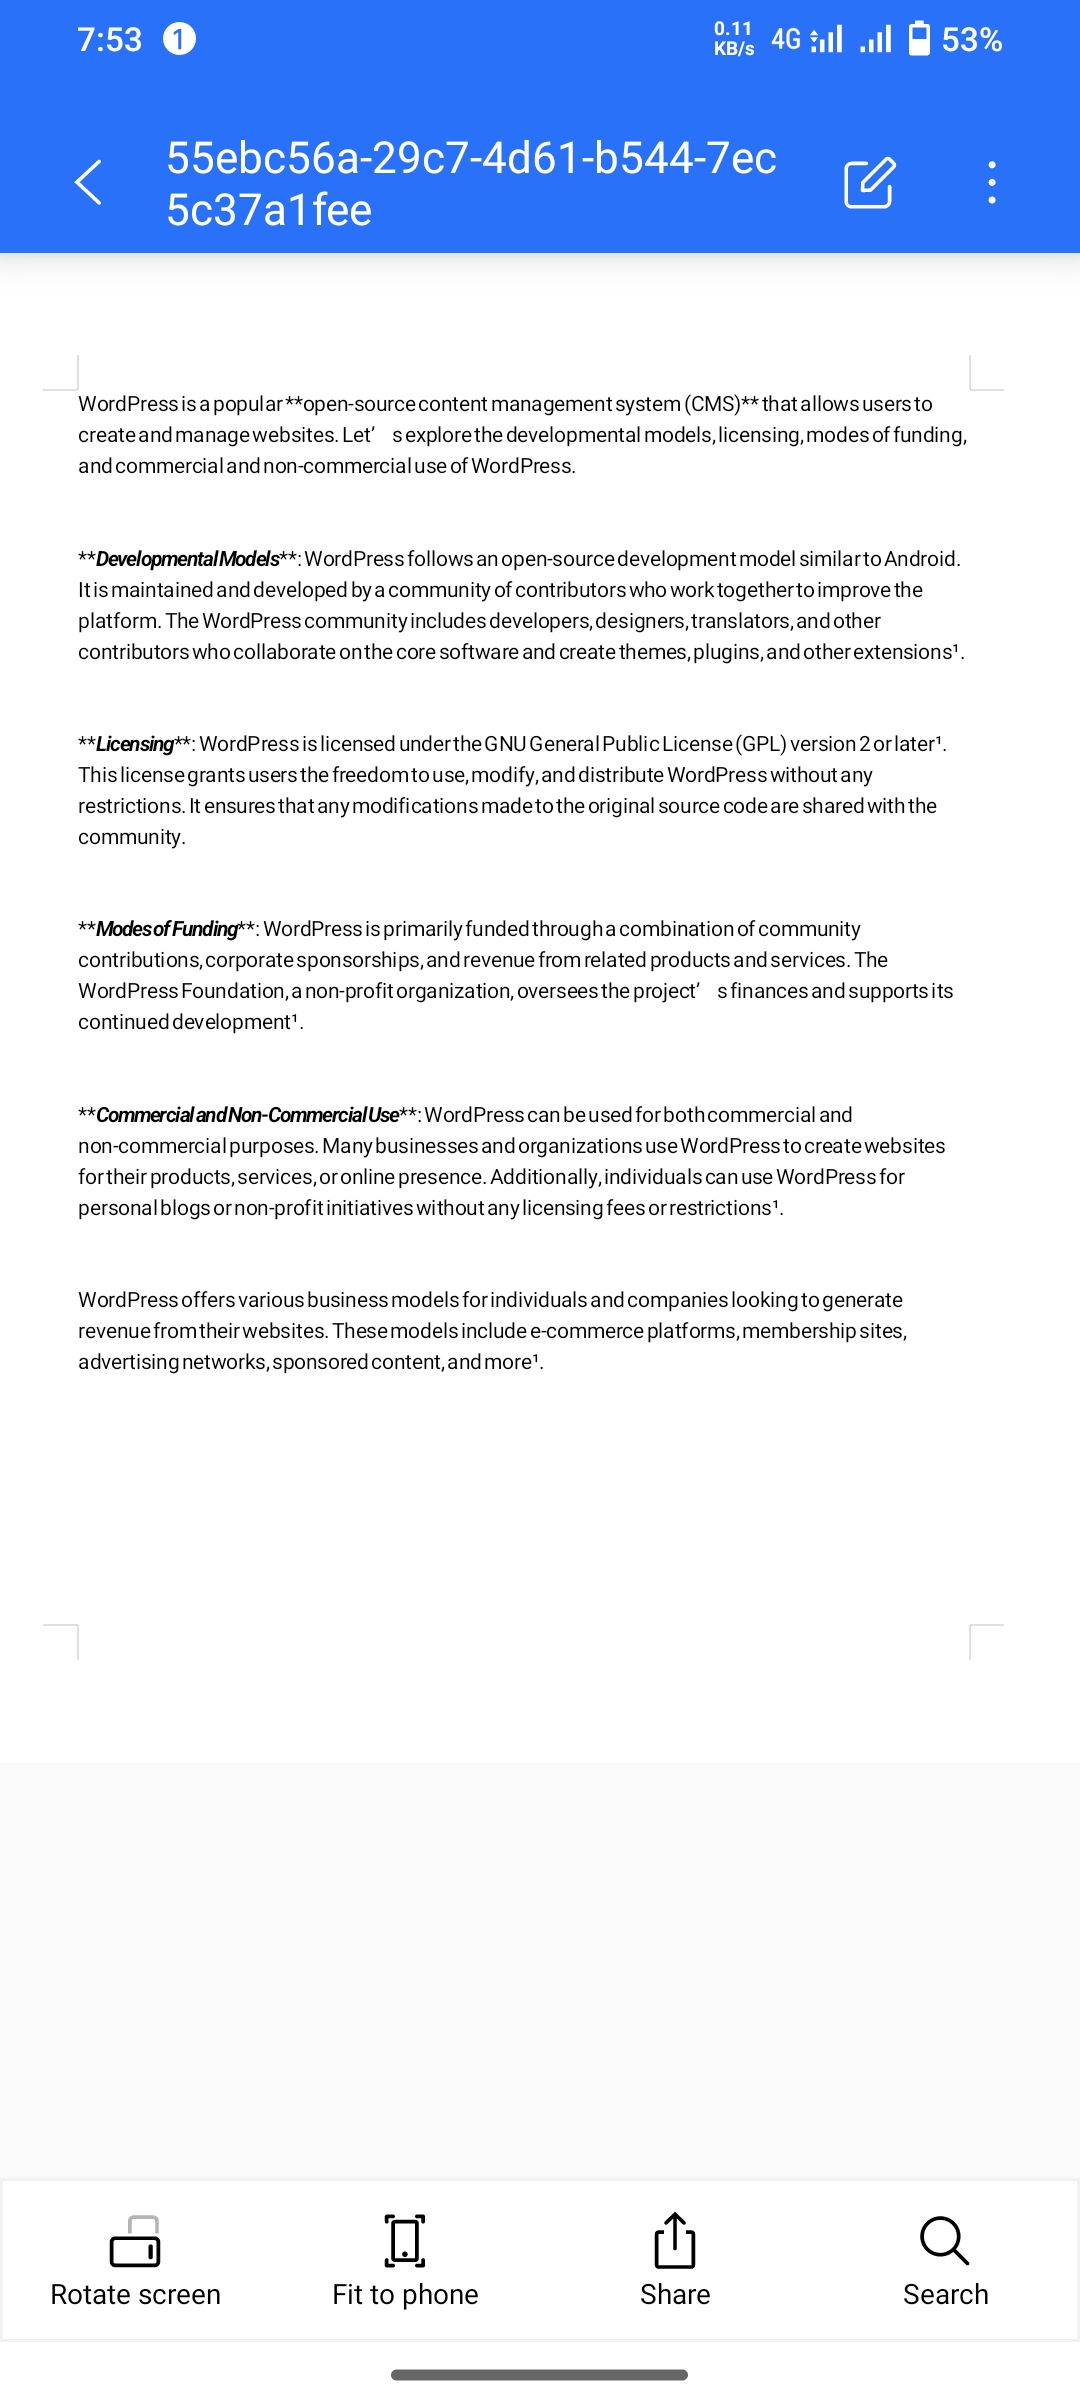 7:53 1 0.11 KB/s 4G 53%
55ebc56a-29c7-4d61-b544-7ec
5c37a1fee
WordPress is a popular **open-source content management system (CMS)** that allows users to
create and manage websites. Let’ s explore the developmental models, licensing, modes of funding,
and commercial and non-commercial use of WordPress.
**Developmental Models**: WordPress follows an open-source development model similar to Android.
It is maintained and developed by a community of contributors who work together to improve the
platform. The WordPress community includes developers, designers, translators, and other
contributors who collaborate on the core software and create themes, plugins, and other extensions¹.
**Licensing**: WordPress is licensed under the GNU General Public License (GPL) version 2 or later¹.
This license grants users the freedom to use, modify, and distribute WordPress without any
restrictions. It ensures that any modifications made to the original source code are shared with the
community.
**Modes of Funding**: WordPress is primarily funded through a combination of community
contributions, corporate sponsorships, and revenue from related products and services. The
WordPress Foundation, a non-profit organization, oversees the project’ s finances and supports its
continued development¹.
**Commercial and Non-Commercial Use**: WordPress can be used for both commercial and
non-commercial purposes. Many businesses and organizations use WordPress to create websites
for their products, services, or online presence. Additionally, individuals can use WordPress for
personal blogs or non-profit initiatives without any licensing fees or restrictions¹.
WordPress offers various business models for individuals and companies looking to generate
revenue from their websites. These models include e-commerce platforms, membership sites,
advertising networks, sponsored content, and more¹.
Rotate screen Fit to phone Share Search